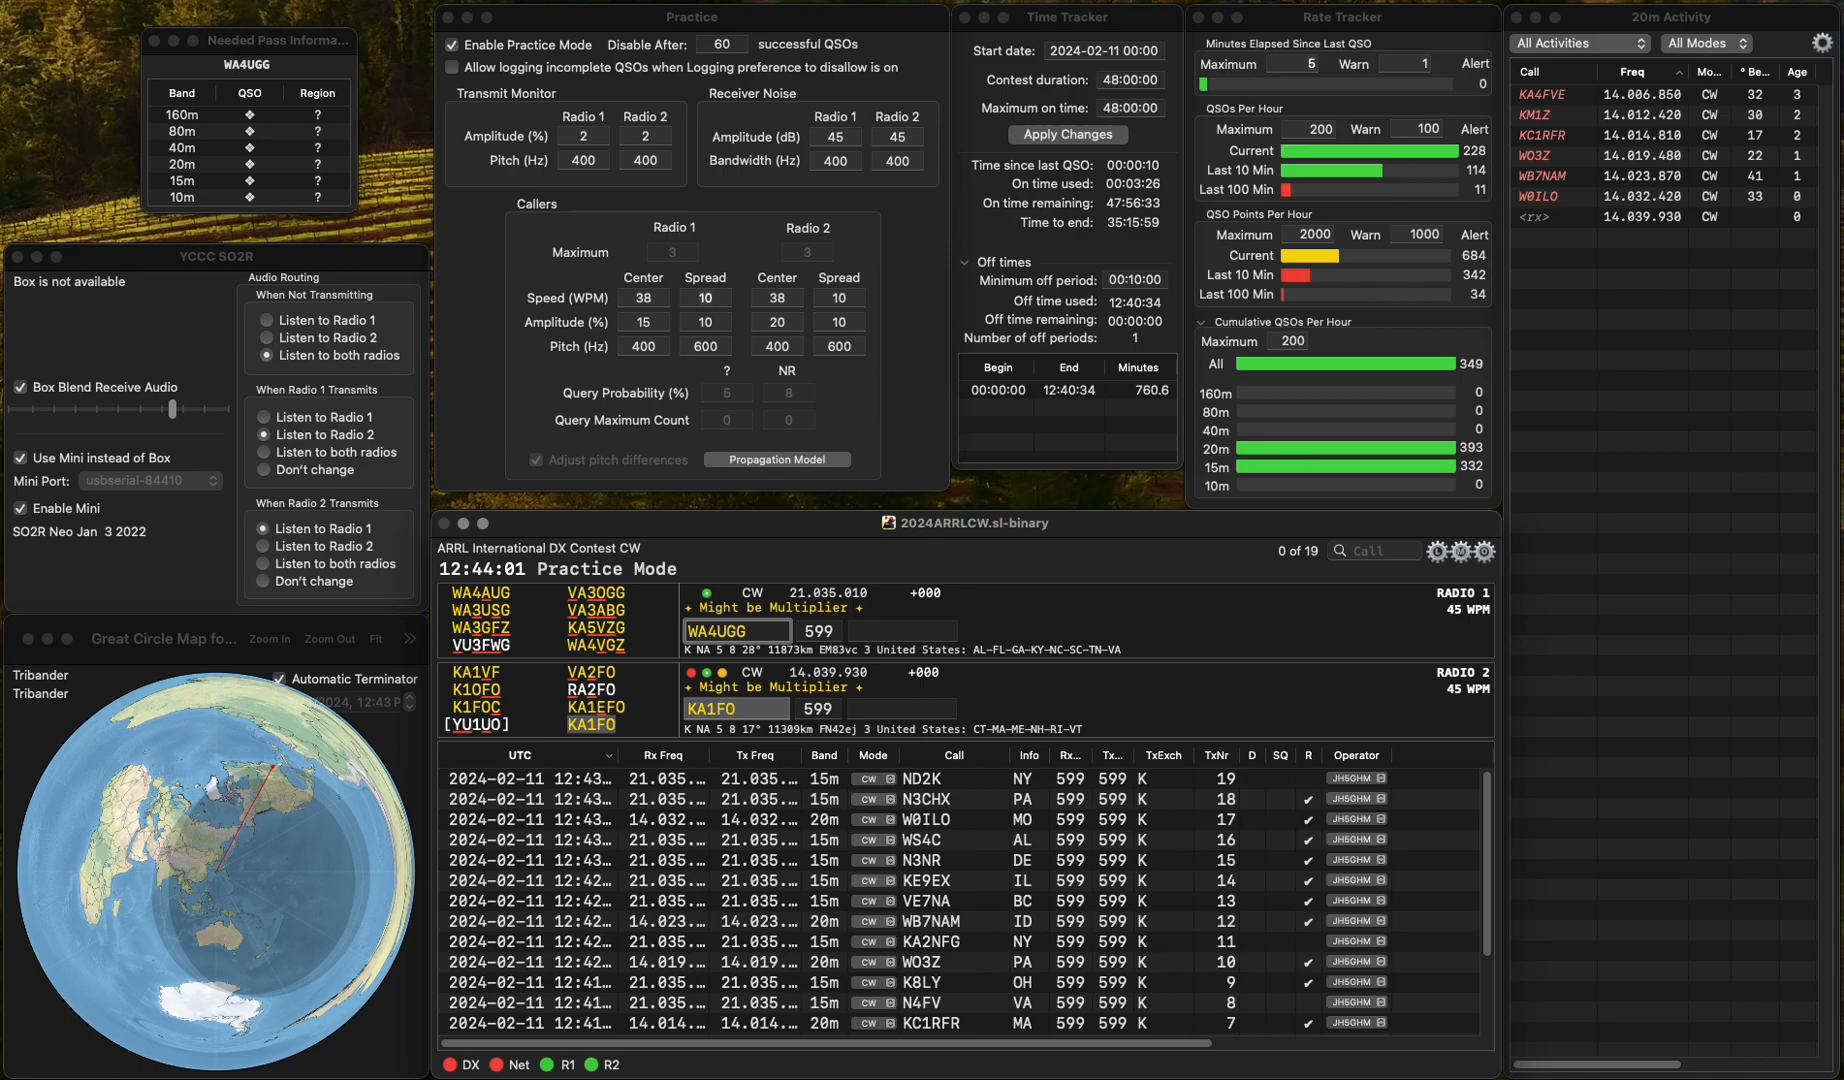 Needed Pass Informa...
WA4UGG
Band QSO Region
160m ❖ ?
80m ❖ ?
40m ❖ ?
20m ❖ ?
15m ❖ ?
10m ❖ ?
YCCC SO2R
Box is not available
Audio Routing
When Not Transmitting
Listen to Radio 1
Listen to Radio 2
Listen to both radios
Box Blend Receive Audio
When Radio 1 Transmits
Listen to Radio 1
Listen to Radio 2
Listen to both radios
Don't change
Use Mini instead of Box
Mini Port: usbserial-84410
Enable Mini
SO2R Neo Jan 3 2022
When Radio 2 Transmits
Listen to Radio 1
Listen to Radio 2
Listen to both radios
Don't change
Great Circle Map fo... Zoom In Zoom Out Fit >>
Tribander
Tribander
Automatic Terminator
2024, 12:43 P
Practice
Enable Practice Mode Disable After: 60 successful QSOs
Allow logging incomplete QSOs when Logging preference to disallow is on
Transmit Monitor
Radio 1 Radio 2
Amplitude (%) 2 2
Pitch (Hz) 400 400
Receiver Noise
Radio 1 Radio 2
Amplitude (dB) 45 45
Bandwidth (Hz) 400 400
Callers
Radio 1 Radio 2
Maximum 3 3
Center Spread Center Spread
Speed (WPM) 38 10 38 10
Amplitude (%) 15 10 20 10
Pitch (Hz) 400 600 400 600
? NR
Query Probability (%) 5 8
Query Maximum Count 0 0
Adjust pitch differences Propagation Model
Time Tracker
Start date: 2024-02-11 00:00
Contest duration: 48:00:00
Maximum on time: 48:00:00
Apply Changes
Time since last QSO: 00:00:10
On time used: 00:03:26
On time remaining: 47:56:33
Time to end: 35:15:59
Off times
Minimum off period: 00:10:00
Off time used: 12:40:34
Off time remaining: 00:00:00
Number of off periods: 1
Begin End Minutes
00:00:00 12:40:34 760.6
Rate Tracker
Minutes Elapsed Since Last QSO
Maximum 5 Warn 1 Alert
0
QSOs Per Hour
Maximum 200 Warn 100 Alert
Current 228
Last 10 Min 114
Last 100 Min 11
QSO Points Per Hour
Maximum 2000 Warn 1000 Alert
Current 684
Last 10 Min 342
Last 100 Min 34
Cumulative QSOs Per Hour
Maximum 200
All 349
160m 0
80m 0
40m 0
20m 393
15m 332
10m 0
20m Activity
All Activities All Modes
Call Freq Mo... ° Be... Age
KA4FVE 14.006.850 CW 32 3
KM1Z 14.012.420 CW 30 2
KC1RFR 14.014.810 CW 17 2
WO3Z 14.019.480 CW 22 1
WB7NAM 14.023.870 CW 41 1
W0ILO 14.032.420 CW 33 0
<rx> 14.039.930 CW 0
2024ARRLCW.sl-binary
ARRL International DX Contest CW
0 of 19 Call L M O
12:44:01 Practice Mode
WA4AUG VA3OGG
WA3USG VA3ABG
WA3GFZ KA5VZG
VU3FWG WA4VGZ
CW 21.035.010 +000 RADIO 1
✦ Might be Multiplier ✦ 45 WPM
WA4UGG 599
K NA 5 8 28° 11873km EM83vc 3 United States: AL-FL-GA-KY-NC-SC-TN-VA
KA1VF VA2FO
K1OFO RA2FO
K1FOC KA1EFO
[YU1UO] KA1FO
CW 14.039.930 +000 RADIO 2
✦ Might be Multiplier ✦ 45 WPM
KA1FO 599
K NA 5 8 17° 11309km FN42ej 3 United States: CT-MA-ME-NH-RI-VT
UTC Rx Freq Tx Freq Band Mode Call Info Rx... Tx... TxExch TxNr D SQ R Operator
2024-02-11 12:43... 21.035.... 21.035.... 15m CW ND2K NY 599 599 K 19 JH5GHM
2024-02-11 12:43... 21.035.... 21.035.... 15m CW N3CHX PA 599 599 K 18 ✔ JH5GHM
2024-02-11 12:43... 14.032.... 14.032.... 20m CW W0ILO MO 599 599 K 17 ✔ JH5GHM
2024-02-11 12:43... 21.035.... 21.035.... 15m CW WS4C AL 599 599 K 16 ✔ JH5GHM
2024-02-11 12:43... 21.035.... 21.035.... 15m CW N3NR DE 599 599 K 15 ✔ JH5GHM
2024-02-11 12:42... 21.035.... 21.035.... 15m CW KE9EX IL 599 599 K 14 ✔ JH5GHM
2024-02-11 12:42... 21.035.... 21.035.... 15m CW VE7NA BC 599 599 K 13 ✔ JH5GHM
2024-02-11 12:42... 14.023.... 14.023.... 20m CW WB7NAM ID 599 599 K 12 ✔ JH5GHM
2024-02-11 12:42... 21.035.... 21.035.... 15m CW KA2NFG NY 599 599 K 11 JH5GHM
2024-02-11 12:42... 14.019.... 14.019.... 20m CW WO3Z PA 599 599 K 10 ✔ JH5GHM
2024-02-11 12:41... 21.035.... 21.035.... 15m CW K8LY OH 599 599 K 9 ✔ JH5GHM
2024-02-11 12:41... 21.035.... 21.035.... 15m CW N4FV VA 599 599 K 8 JH5GHM
2024-02-11 12:41... 14.014.... 14.014.... 20m CW KC1RFR MA 599 599 K 7 ✔ JH5GHM
DX Net R1 R2